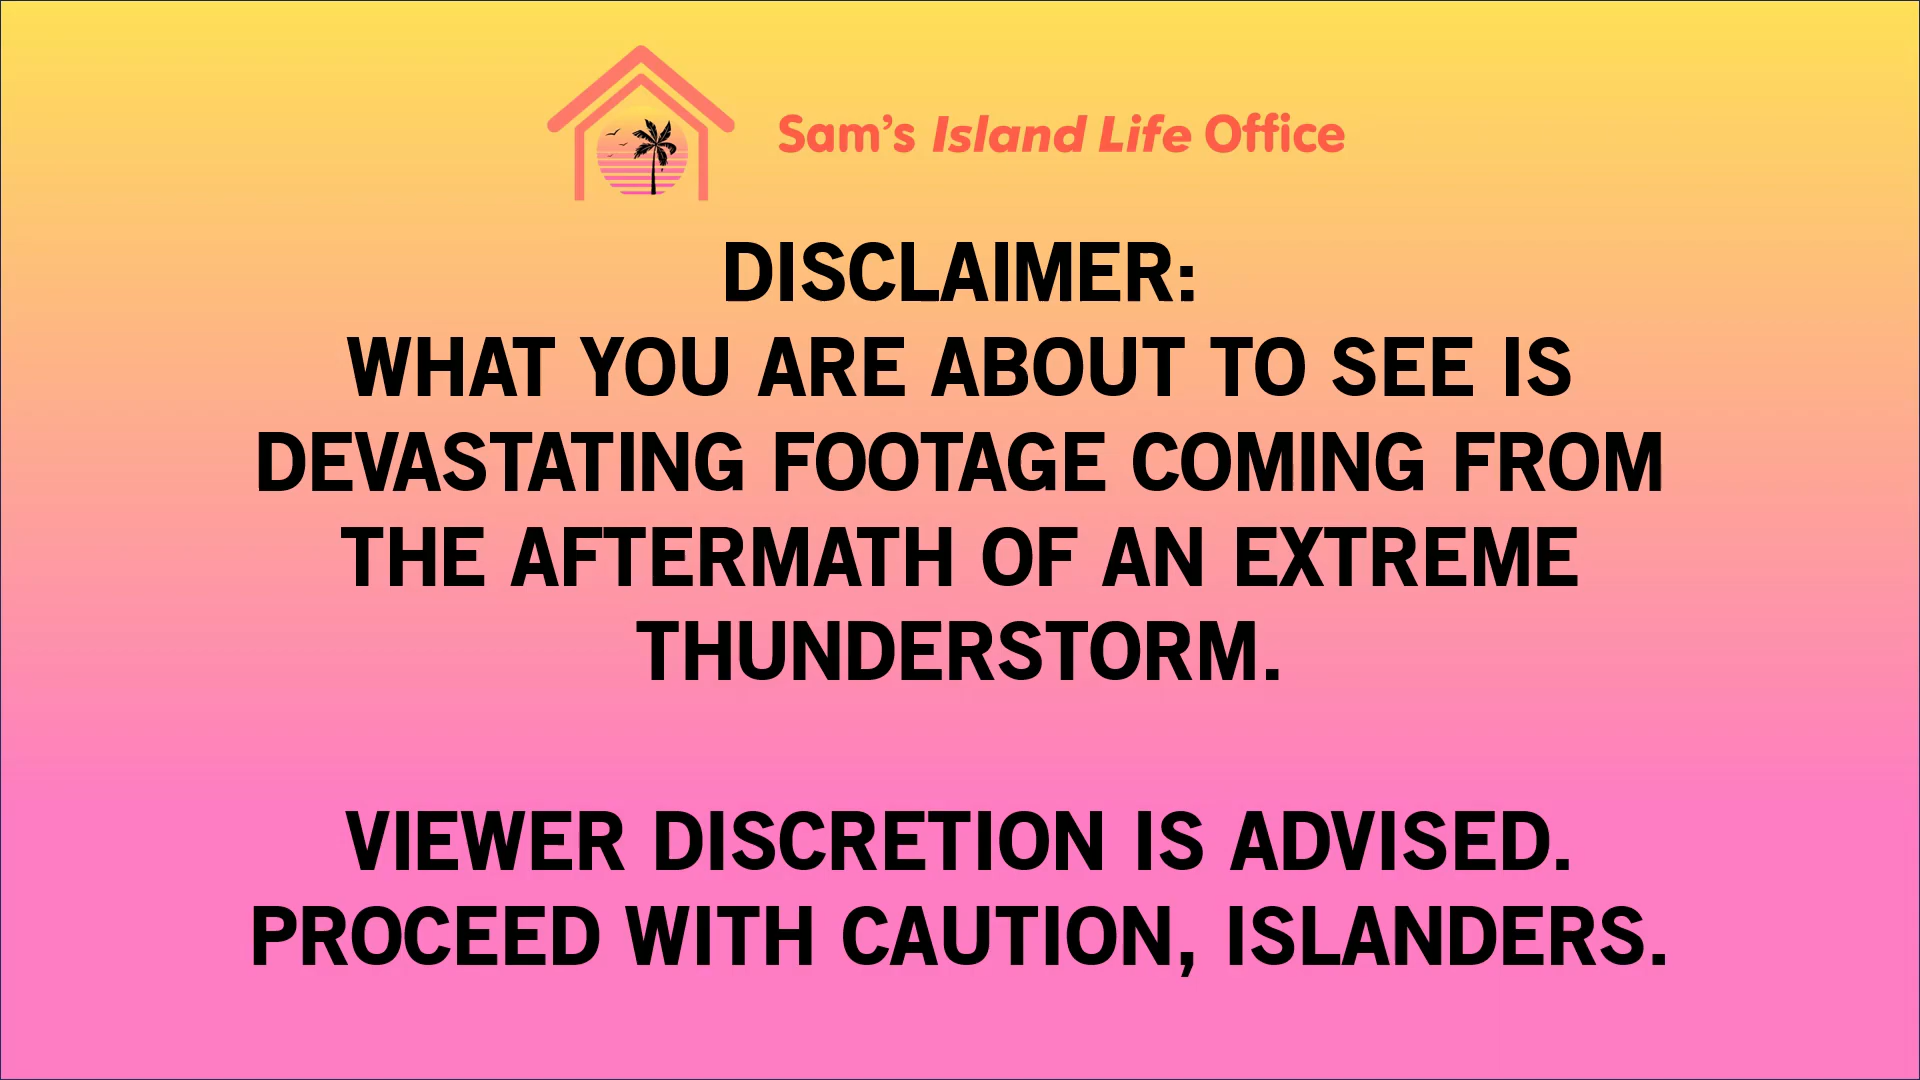 Sam’s Island Life Office
DISCLAIMER:
WHAT YOU ARE ABOUT TO SEE IS
DEVASTATING FOOTAGE COMING FROM
THE AFTERMATH OF AN EXTREME
THUNDERSTORM.
VIEWER DISCRETION IS ADVISED.
PROCEED WITH CAUTION, ISLANDERS.